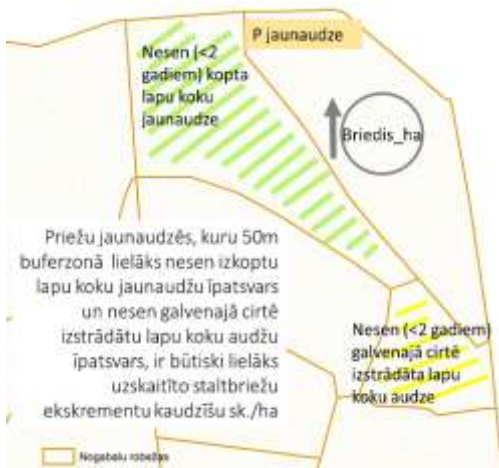 P jaunaudze
Nesen (<2
gadiem) kopta
lapu koku
jaunaudze
Briedis_ha
Priežu jaunaudzēs, kuru 50m
buferzonā lielāks nesen izkoptu
lapu koku jaunaudžu īpatsvars
un nesen galvenajā cirtē
izstrādātu lapu koku audžu
īpatsvars, ir būtiski lielāks
uzskaitīto staltbriežu
ekskrementu kaudzīšu sk./ha
Nesen (<2 gadiem)
galvenajā cirtē
izstrādāta lapu
koku audze
Nogabalu robežas